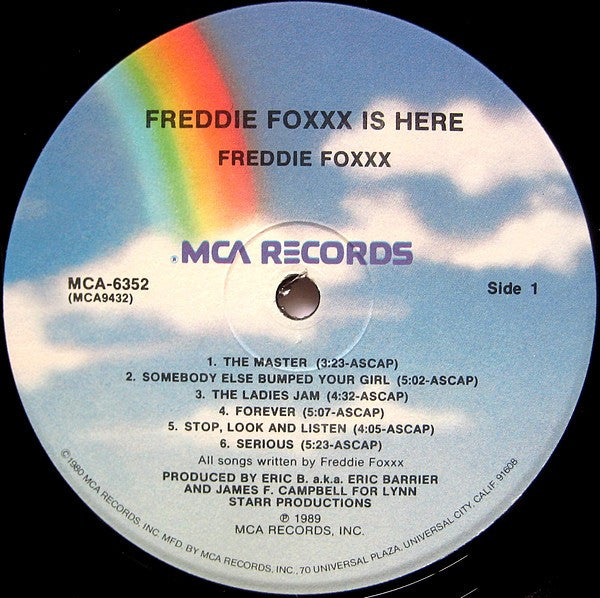 FREDDIE FOXXX IS HERE
FREDDIE FOXXX
®MCA RECORDS
MCA-6352
(MCA9432)
Side 1
1. THE MASTER (3:23-ASCAP)
2. SOMEBODY ELSE BUMPED YOUR GIRL (5:02-ASCAP)
3. THE LADIES JAM (4:32-ASCAP)
4. FOREVER (5:07-ASCAP)
5. STOP, LOOK AND LISTEN (4:05-ASCAP)
6. SERIOUS (5:23-ASCAP)
All songs written by Freddie Foxxx
PRODUCED BY ERIC B. a.k.a. ERIC BARRIER
AND JAMES F. CAMPBELL FOR LYNN
STARR PRODUCTIONS
℗ 1989
MCA RECORDS, INC.
©1980 MCA RECORDS, INC. MFD. BY MCA RECORDS, INC., 70 UNIVERSAL PLAZA, UNIVERSAL CITY, CALIF. 91608